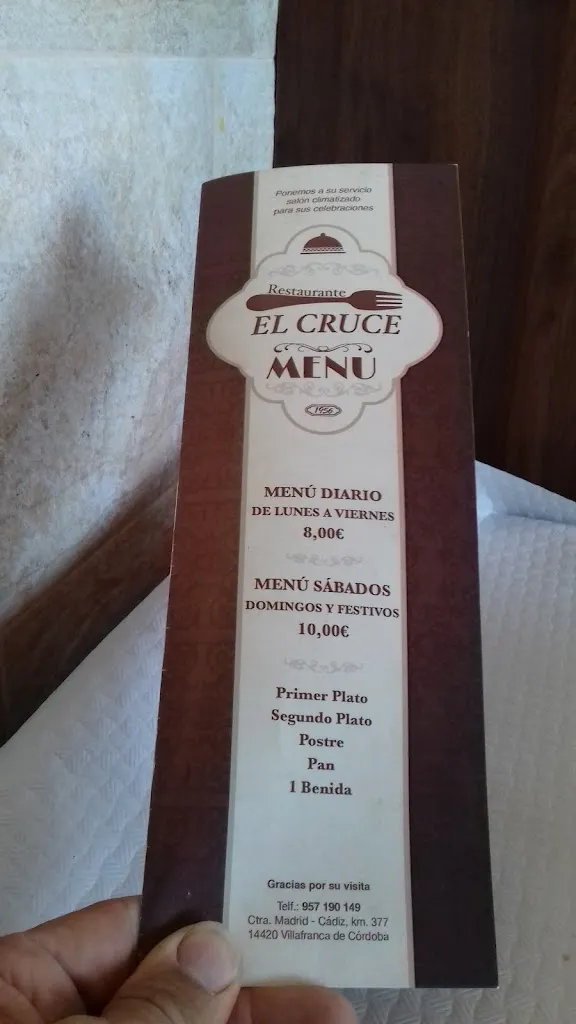 Ponemos a su servicio
salón climatizado
para sus celebraciones
Restaurante
EL CRUCE
MENU
1956
MENÚ DIARIO
DE LUNES A VIERNES
8,00€
MENÚ SÁBADOS
DOMINGOS Y FESTIVOS
10,00€
Primer Plato
Segundo Plato
Postre
Pan
1 Benida
Gracias por su visita
Telf.: 957 190 149
Ctra. Madrid - Cádiz, km. 377
14420 Villafranca de Córdoba